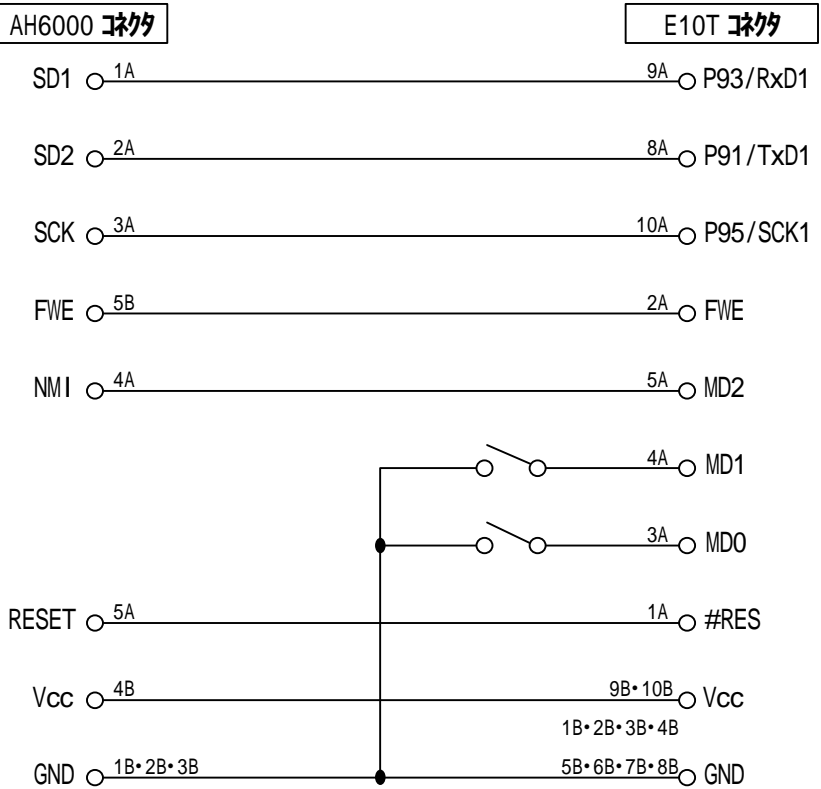 AH6000 コネクタ E10T コネクタ
SD1 1A 9A P93/RxD1
SD2 2A 8A P91/TxD1
SCK 3A 10A P95/SCK1
FWE 5B 2A FWE
NMI 4A 5A MD2
4A MD1
3A MD0
RESET 5A 1A #RES
Vcc 4B 9B•10B Vcc
1B•2B•3B•4B
GND 1B•2B•3B 5B•6B•7B•8B GND